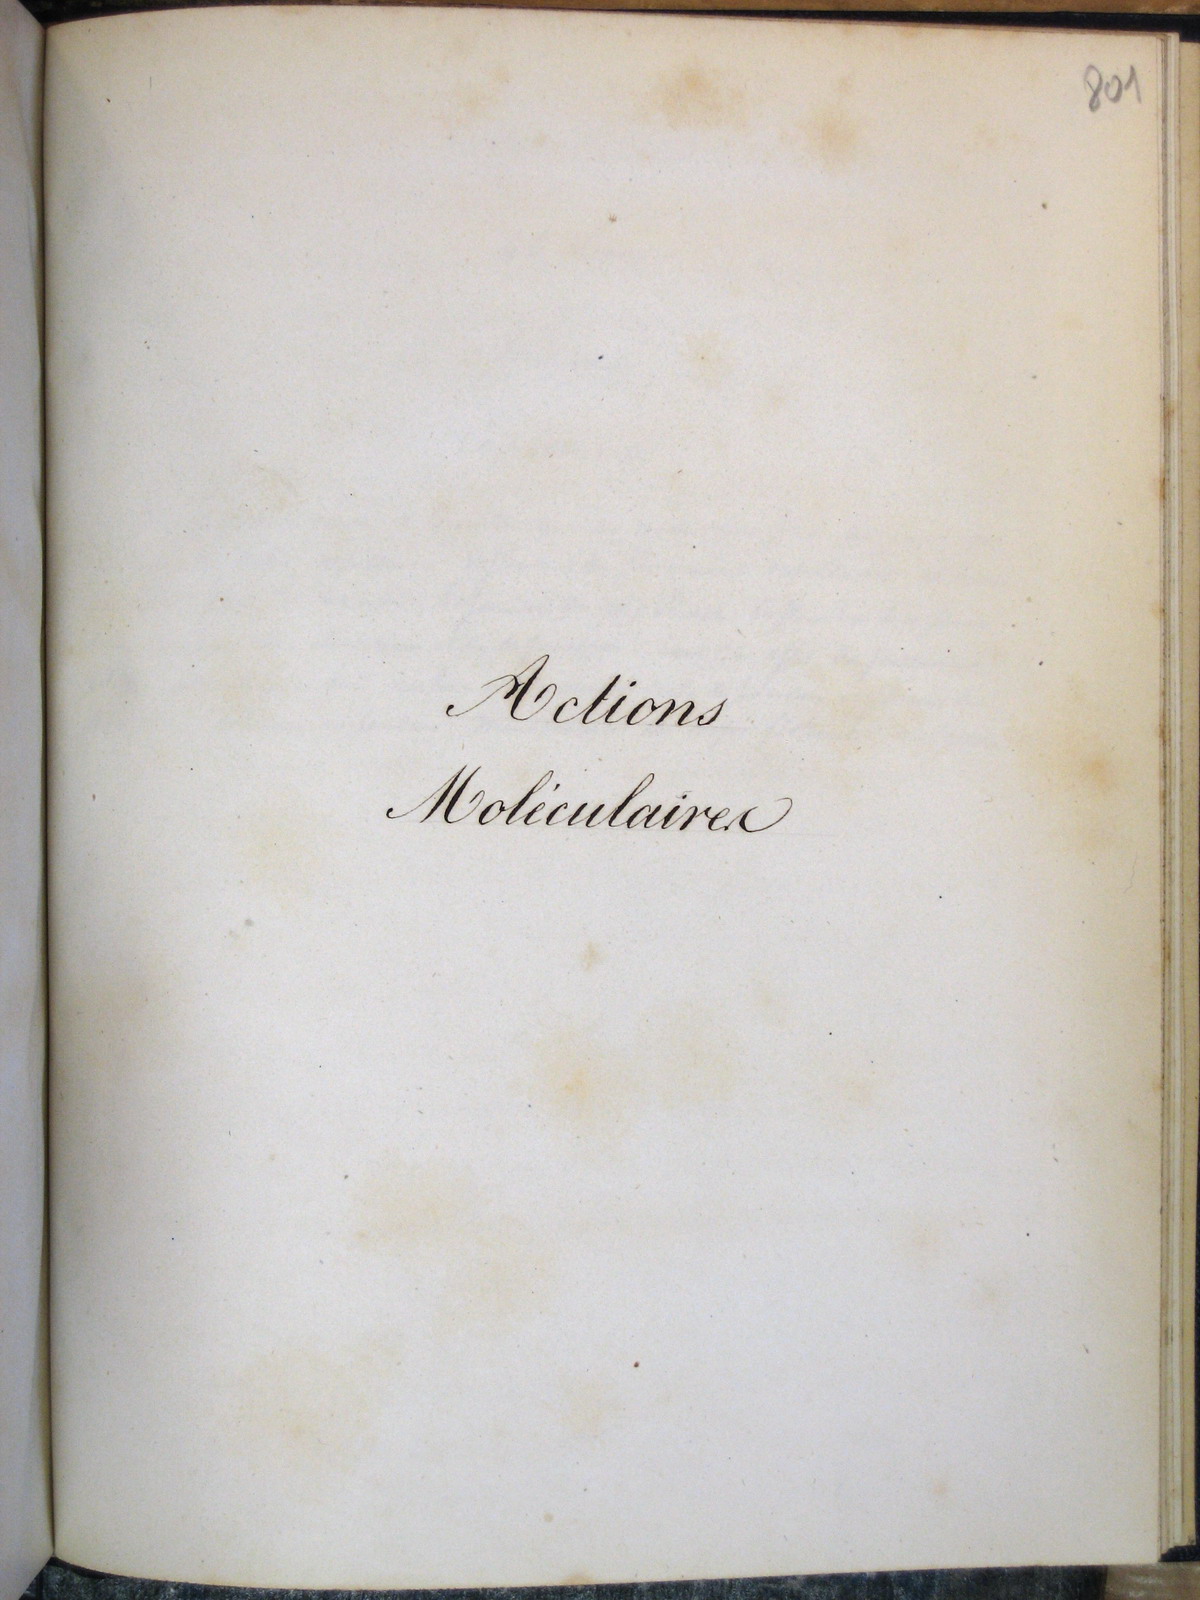 801
Actions
Moléculaires